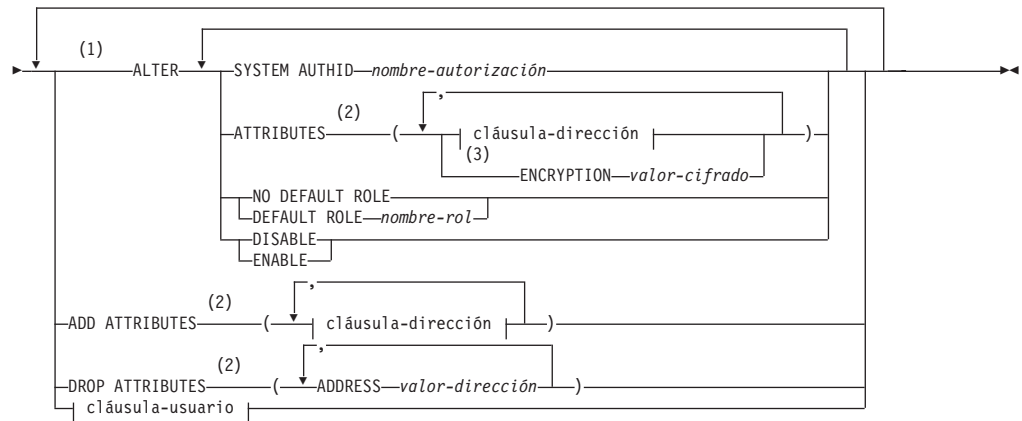 (1)
ALTER SYSTEM AUTHID nombre-autorización
,
(2)
ATTRIBUTES ( cláusula-dirección )
(3)
ENCRYPTION valor-cifrado
NO DEFAULT ROLE
DEFAULT ROLE nombre-rol
DISABLE
ENABLE
,
(2)
ADD ATTRIBUTES ( cláusula-dirección )
,
(2)
DROP ATTRIBUTES ( ADDRESS valor-dirección )
cláusula-usuario